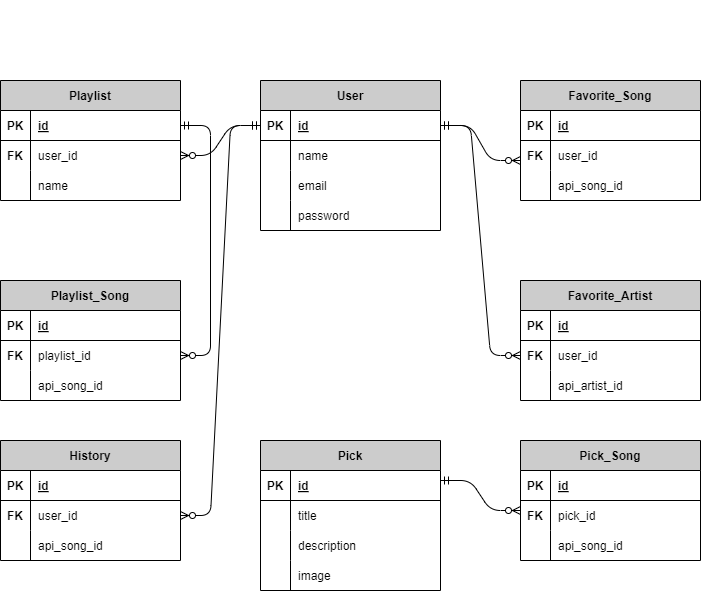 Playlist
PK id
FK user_id
name
User
PK id
name
email
password
Favorite_Song
PK id
FK user_id
api_song_id
Playlist_Song
PK id
FK playlist_id
api_song_id
Favorite_Artist
PK id
FK user_id
api_artist_id
History
PK id
FK user_id
api_song_id
Pick
PK id
title
description
image
Pick_Song
PK id
FK pick_id
api_song_id